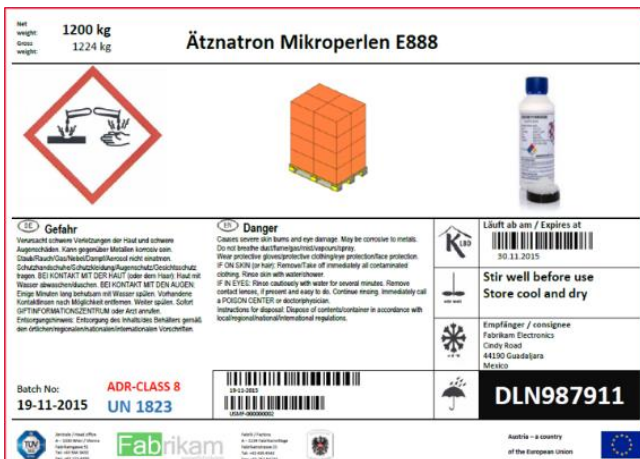 Net weight: 1200 kg
Gross weight: 1224 kg
Ätznatron Mikroperlen E888
DE Gefahr
Verursacht schwere Verletzungen der Haut und schwere
Augenschäden. Kann gegenüber Metallen korrosiv sein.
Staub/Rauch/Gas/Nebel/Dampf/Aerosol nicht einatmen.
Schutzhandschuhe/Schutzkleidung/Augenschutz/Gesichtsschutz
tragen. BEI KONTAKT MIT DER HAUT (oder dem Haar): Haut mit
Wasser abwaschen/duschen. BEI KONTAKT MIT DEN AUGEN:
Einige Minuten lang behutsam mit Wasser spülen. Vorhandene
Kontaktlinsen nach Möglichkeit entfernen. Weiter spülen. Sofort
GIFTINFORMATIONSZENTRUM oder Arzt anrufen.
Entsorgungshinweis: Entsorgung des Inhalts/des Behälters gemäß
den örtlichen/regionalen/nationalen/internationalen Vorschriften.
EN Danger
Causes severe skin burns and eye damage. May be corrosive to metals.
Do not breathe dust/fume/gas/mist/vapours/spray.
Wear protective gloves/protective clothing/eye protection/face protection.
IF ON SKIN (or hair): Remove/Take off immediately all contaminated
clothing. Rinse skin with water/shower.
IF IN EYES: Rinse cautiously with water for several minutes. Remove
contact lenses, if present and easy to do. Continue rinsing. Immediately call
a POISON CENTER or doctor/physician.
Instructions for disposal: Dispose of contents/container in accordance with
local/regional/national/international regulations.
K LBD
Läuft ab am / Expires at
30.11.2015
Stir well before use
Store cool and dry
Empfänger / consignee
Fabrikam Electronics
Cindy Road
44190 Guadaljara
Mexico
Batch No:
19-11-2015
ADR-CLASS 8
UN 1823
19-11-2015
USMF-000000002
DLN987911
TÜV
Fabrikam
Austria – a country
of the European Union